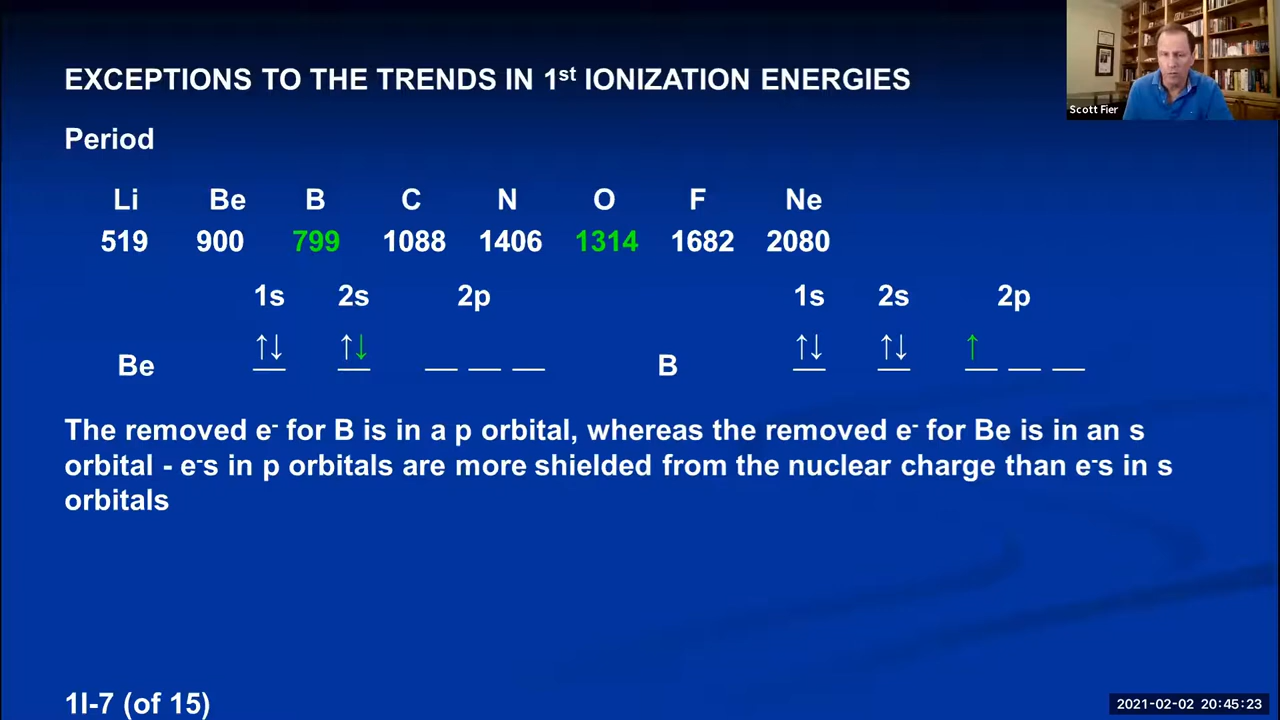 EXCEPTIONS TO THE TRENDS IN 1st IONIZATION ENERGIES
Scott Fier
Period
Li Be B C N O F Ne
519 900 799 1088 1406 1314 1682 2080
1s 2s 2p 1s 2s 2p
↑↓ ↑↓ ↑↓ ↑↓ ↑
Be B
The removed e- for B is in a p orbital, whereas the removed e- for Be is in an s
orbital - e-s in p orbitals are more shielded from the nuclear charge than e-s in s
orbitals
1I-7 (of 15)
2021-02-02 20:45:23